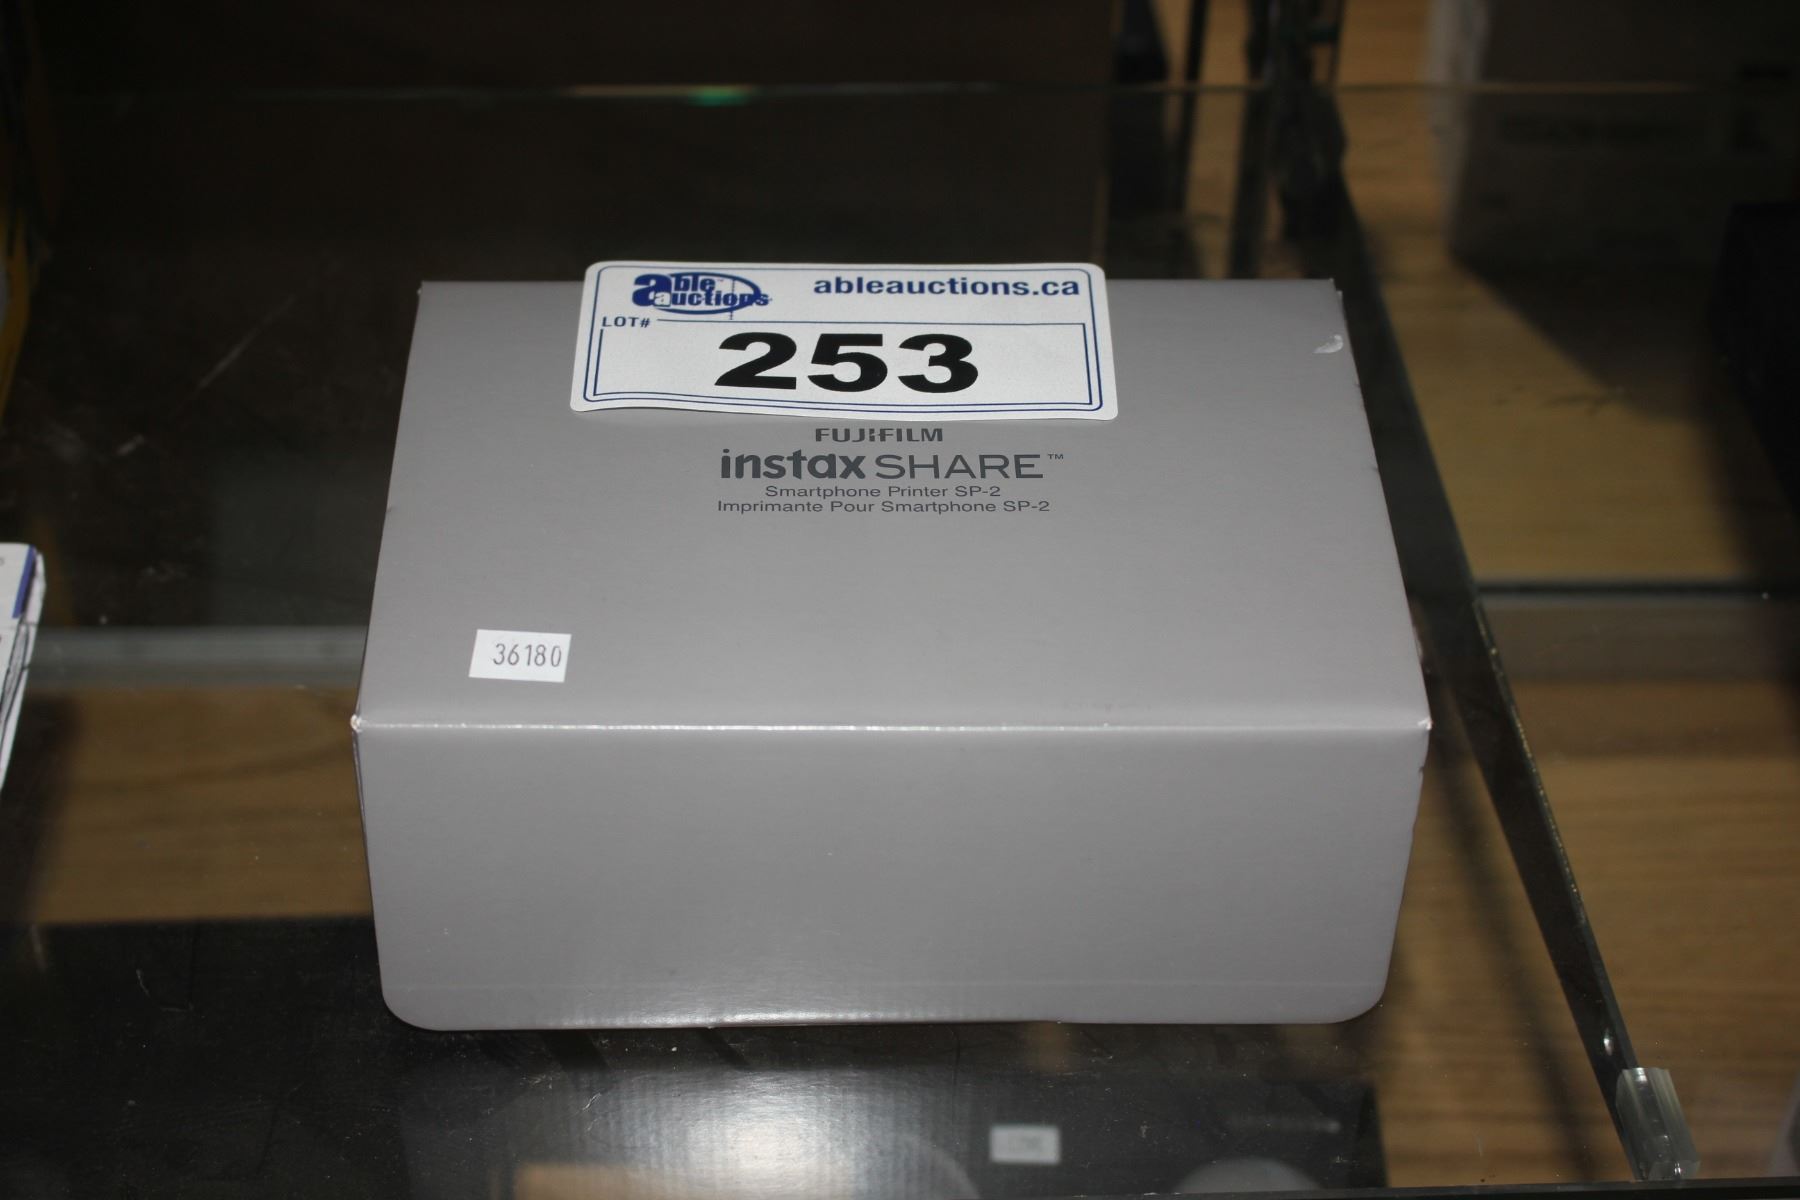 able auctions
ableauctions.ca
LOT#
253
FUJIFILM
instax SHARE™
Smartphone Printer SP-2
Imprimante Pour Smartphone SP-2
36180